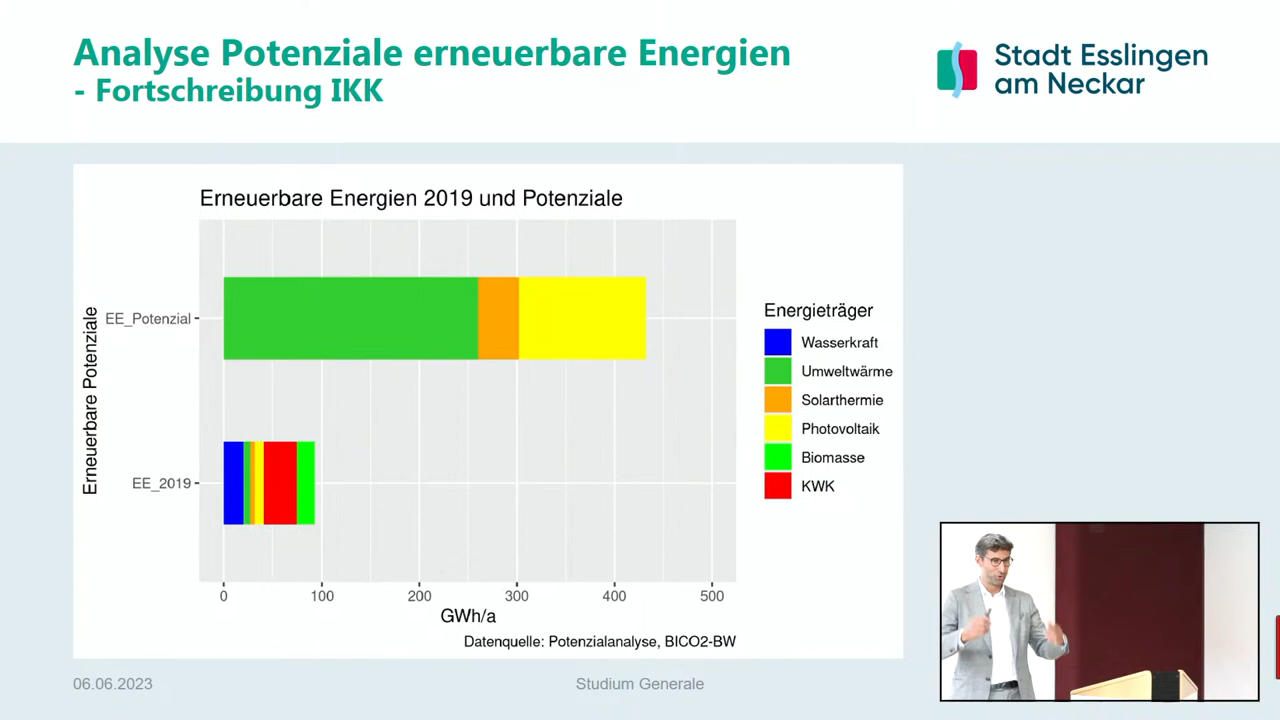 Analyse Potenziale erneuerbare Energien
- Fortschreibung IKK
Stadt Esslingen
am Neckar
Erneuerbare Energien 2019 und Potenziale
Erneuerbare Potenziale
EE_Potenzial
EE_2019
0 100 200 300 400 500
GWh/a
Datenquelle: Potenzialanalyse, BICO2-BW
Energieträger
Wasserkraft
Umweltwärme
Solarthermie
Photovoltaik
Biomasse
KWK
06.06.2023
Studium Generale